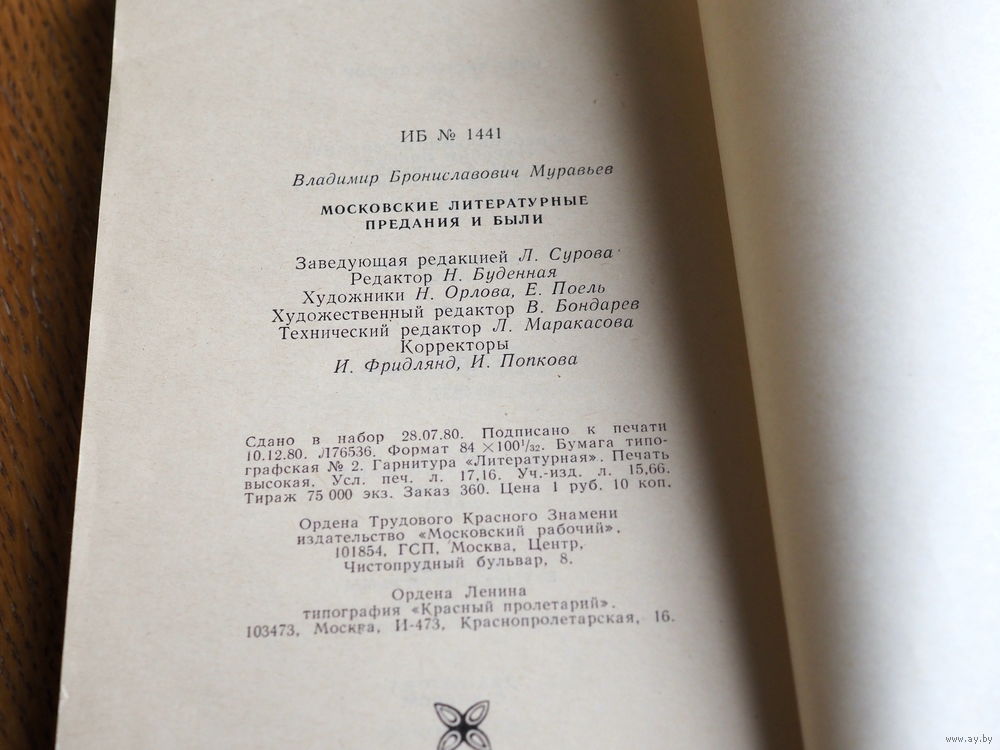 ИБ № 1441
Владимир Брониславович Муравьев
МОСКОВСКИЕ ЛИТЕРАТУРНЫЕ
ПРЕДАНИЯ И БЫЛИ
Заведующая редакцией Л. Сурова
Редактор Н. Буденная
Художники Н. Орлова, Е. Поель
Художественный редактор В. Бондарев
Технический редактор Л. Маракасова
Корректоры
И. Фридлянд, И. Попкова
Сдано в набор 28.07.80. Подписано к печати
10.12.80. Л76536. Формат 84×100¹/₃₂. Бумага типо-
графская № 2. Гарнитура «Литературная». Печать
высокая. Усл. печ. л. 17,16. Уч.-изд. л. 15,66.
Тираж 75 000 экз. Заказ 360. Цена 1 руб. 10 коп.
Ордена Трудового Красного Знамени
издательство «Московский рабочий».
101854, ГСП, Москва, Центр,
Чистопрудный бульвар, 8.
Ордена Ленина
типография «Красный пролетарий».
103473, Москва, И-473, Краснопролетарская, 16.
www.ay.by